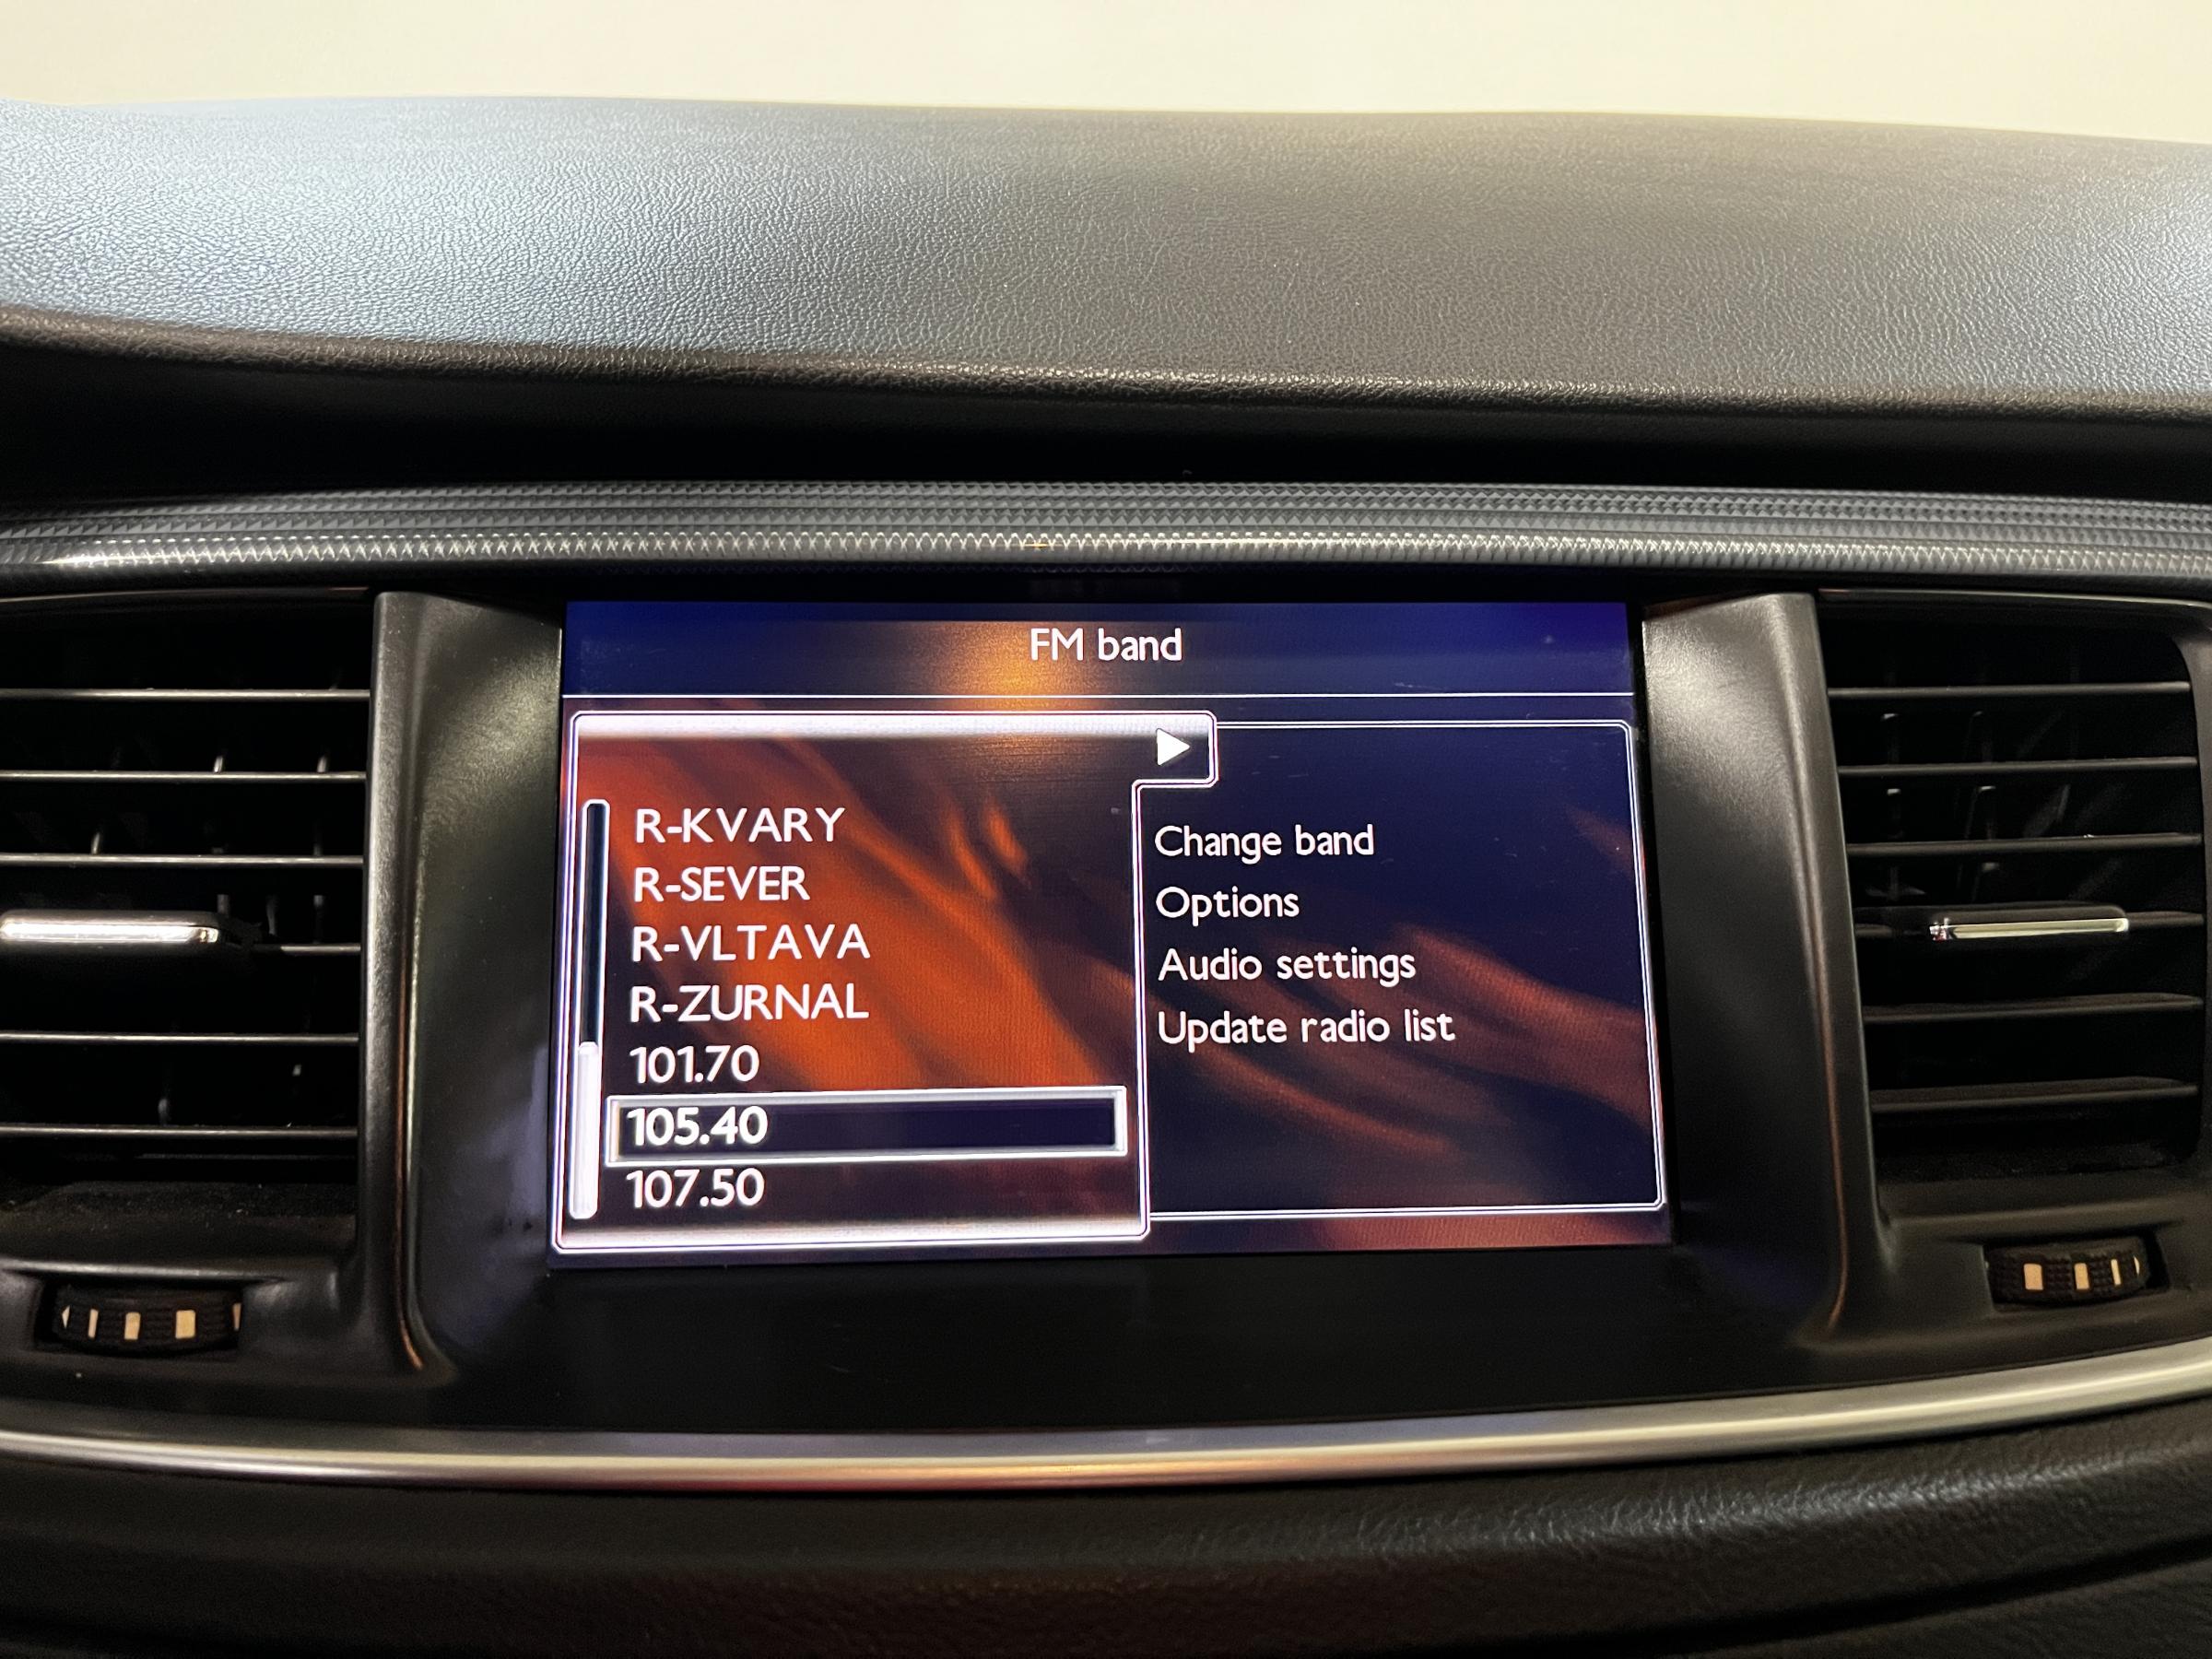 FM band
R-KVARY
R-SEVER
R-VLTAVA
R-ZURNAL
101.70
105.40
107.50
Change band
Options
Audio settings
Update radio list